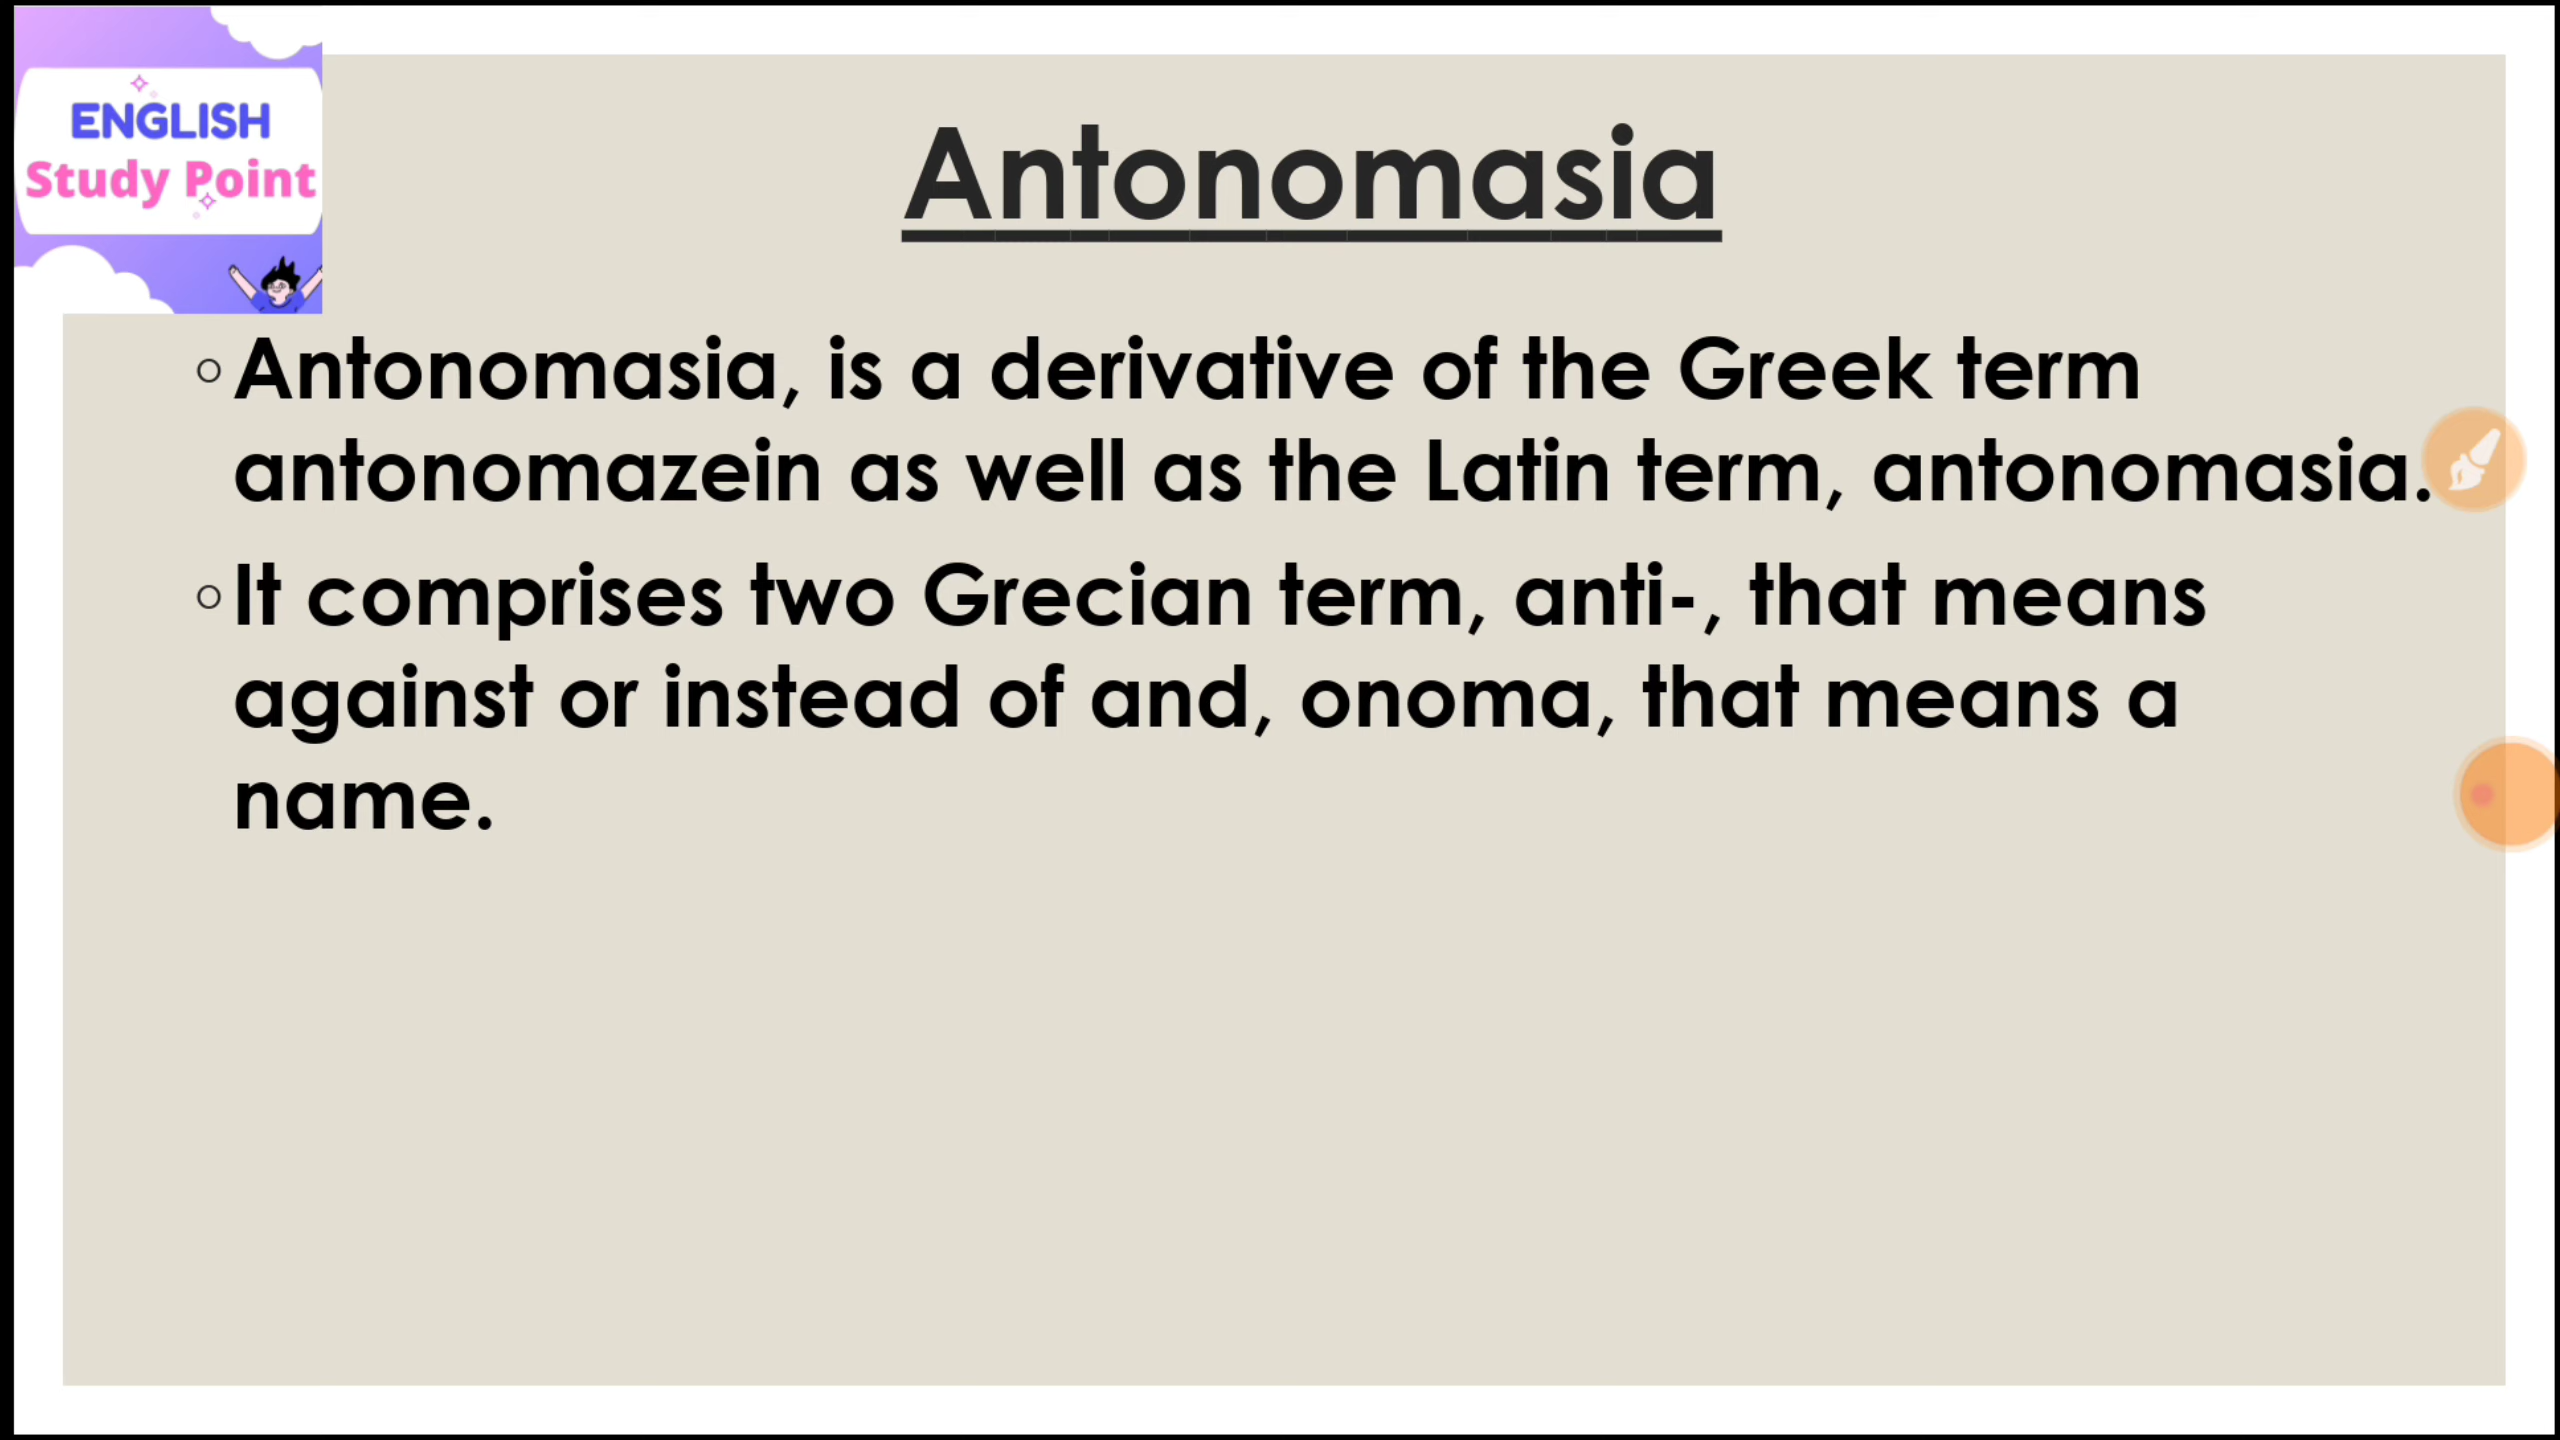 ENGLISH
Study Point
Antonomasia
Antonomasia, is a derivative of the Greek term
antonomazein as well as the Latin term, antonomasia.
It comprises two Grecian term, anti-, that means
against or instead of and, onoma, that means a
name.